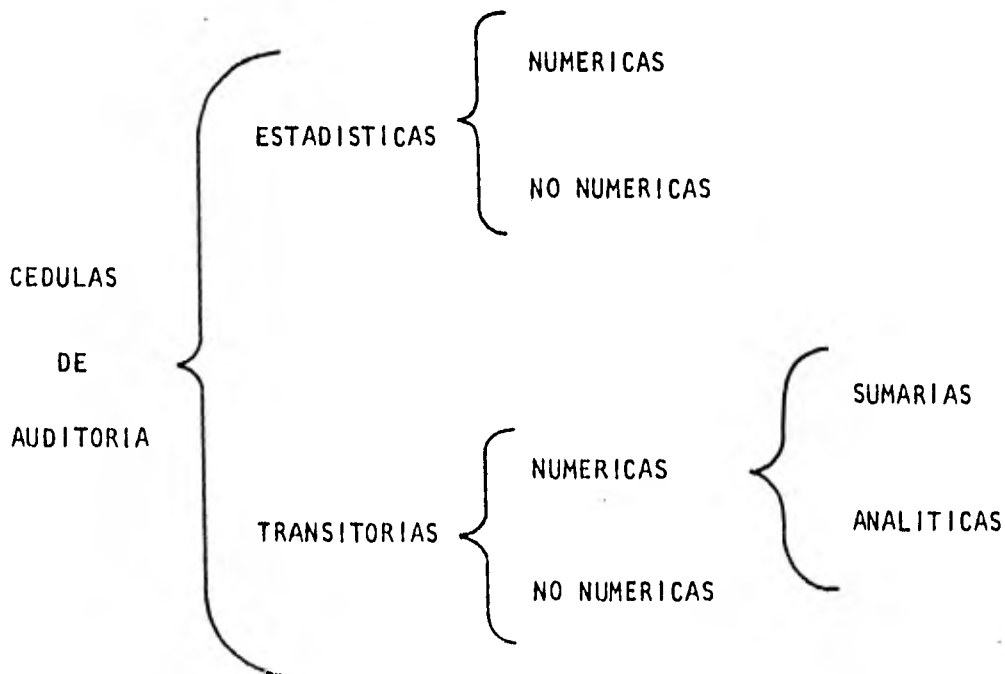 CEDULAS
DE
AUDITORIA
ESTADISTICAS
NUMERICAS
NO NUMERICAS
TRANSITORIAS
NUMERICAS
NO NUMERICAS
SUMARIAS
ANALITICAS